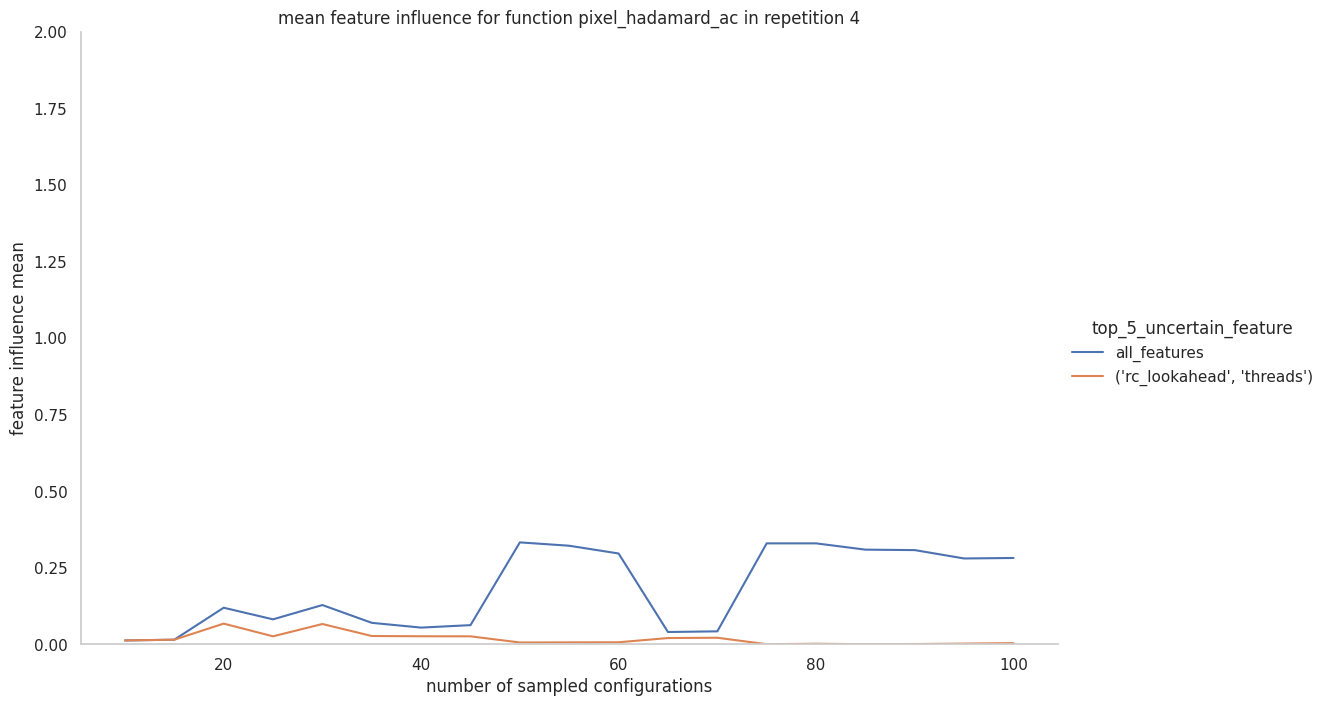 mean feature influence for function pixel_hadamard_ac in repetition 4
2.00
1.75
1.50
1.25
1.00
0.75
0.50
0.25
0.00
feature influence mean
20
40
60
80
100
number of sampled configurations
top_5_uncertain_feature
all_features
('rc_lookahead', 'threads')